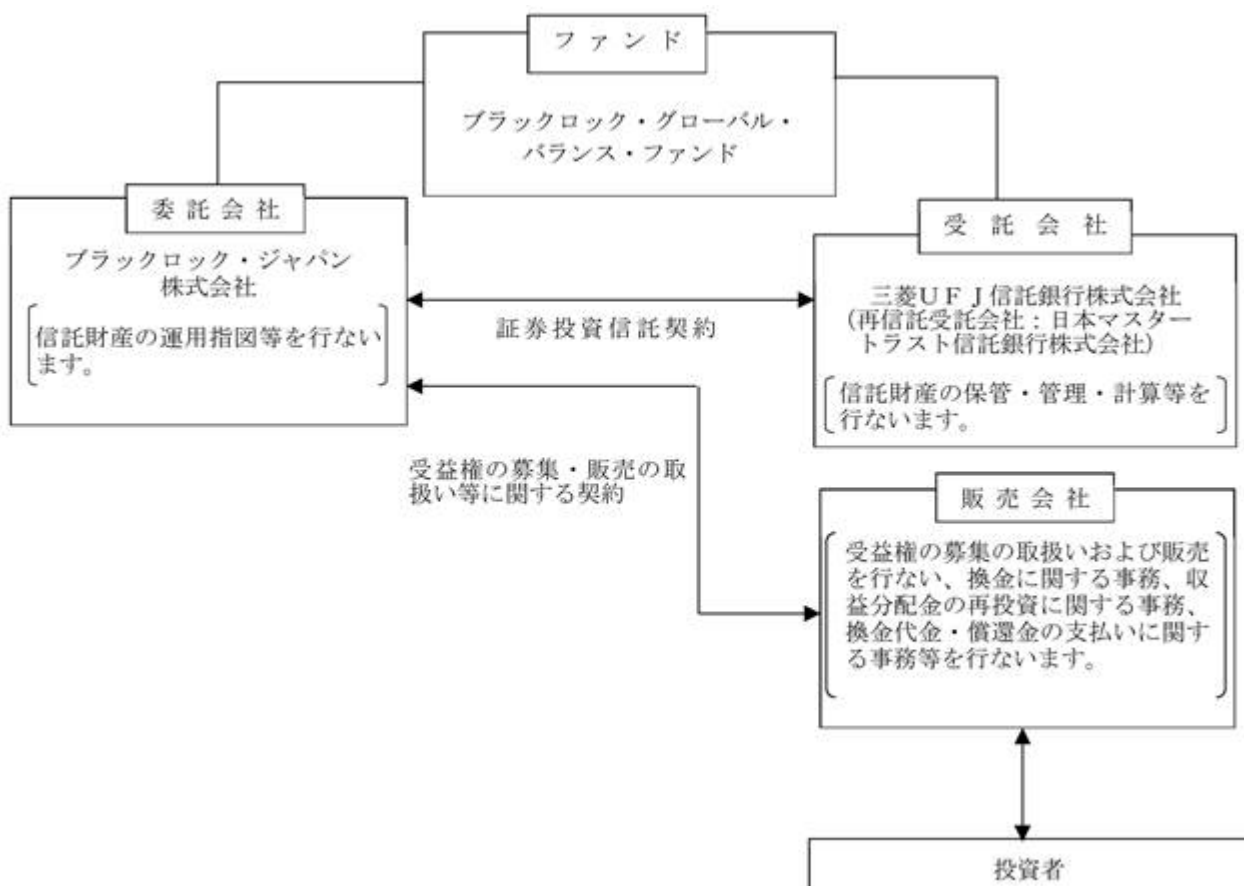 ファンド
ブラックロック・グローバル・
バランス・ファンド
委託会社
ブラックロック・ジャパン
株式会社
信託財産の運用指図等を行ない
ます。
証券投資信託契約
受託会社
三菱UFJ信託銀行株式会社
(再信託受託会社：日本マスター
トラスト信託銀行株式会社)
信託財産の保管・管理・計算等を
行ないます。
受益権の募集・販売の取
扱い等に関する契約
販売会社
受益権の募集の取扱いおよび販売
を行ない、換金に関する事務、収
益分配金の再投資に関する事務、
換金代金・償還金の支払いに関す
る事務等を行ないます。
投資者